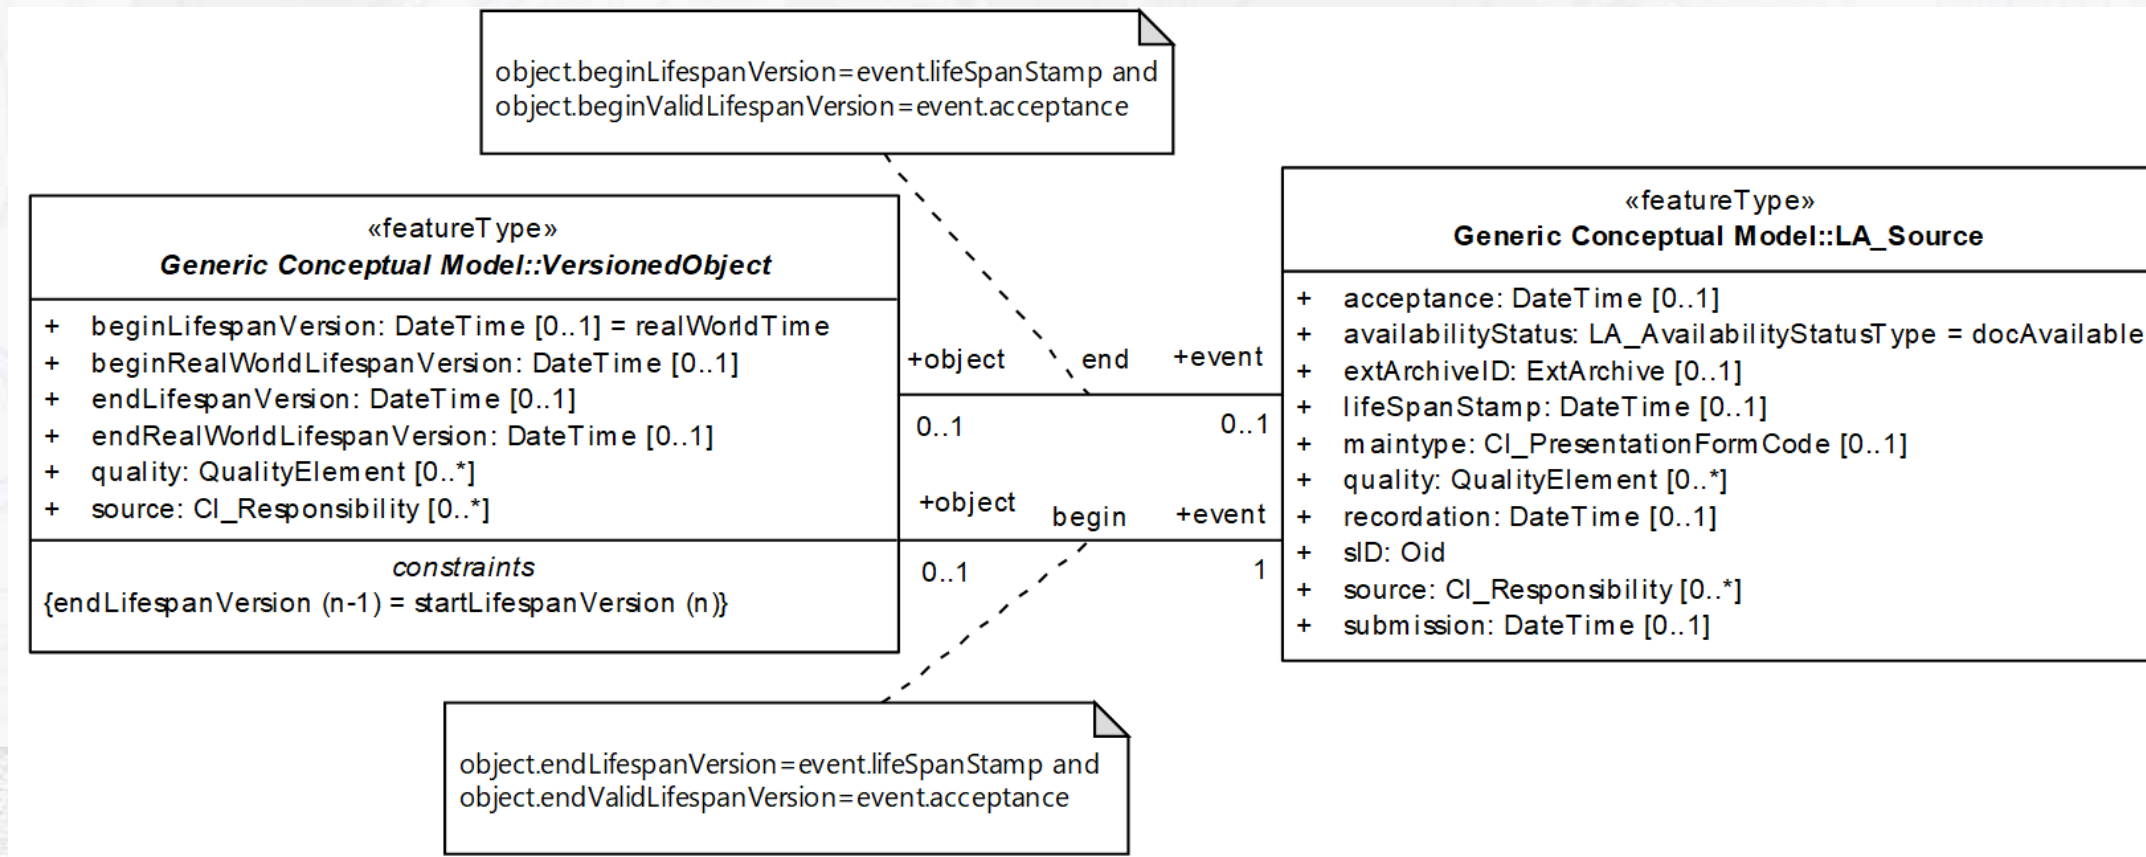 object.beginLifespanVersion=event.lifeSpanStamp and
object.beginValidLifespanVersion=event.acceptance
«featureType»
Generic Conceptual Model::VersionedObject
+ beginLifespanVersion: DateTime [0..1] = realWorldTime
+ beginRealWorldLifespanVersion: DateTime [0..1]
+ endLifespanVersion: DateTime [0..1]
+ endRealWorldLifespanVersion: DateTime [0..1]
+ quality: QualityElement [0..*]
+ source: CI_Responsibility [0..*]
constraints
{endLifespanVersion (n-1) = startLifespanVersion (n)}
+object end +event
0..1 0..1
+object begin +event
0..1 1
«featureType»
Generic Conceptual Model::LA_Source
+ acceptance: DateTime [0..1]
+ availabilityStatus: LA_AvailabilityStatusType = docAvailable
+ extArchiveID: ExtArchive [0..1]
+ lifeSpanStamp: DateTime [0..1]
+ maintype: CI_PresentationFormCode [0..1]
+ quality: QualityElement [0..*]
+ recordation: DateTime [0..1]
+ sID: Oid
+ source: CI_Responsibility [0..*]
+ submission: DateTime [0..1]
object.endLifespanVersion=event.lifeSpanStamp and
object.endValidLifespanVersion=event.acceptance